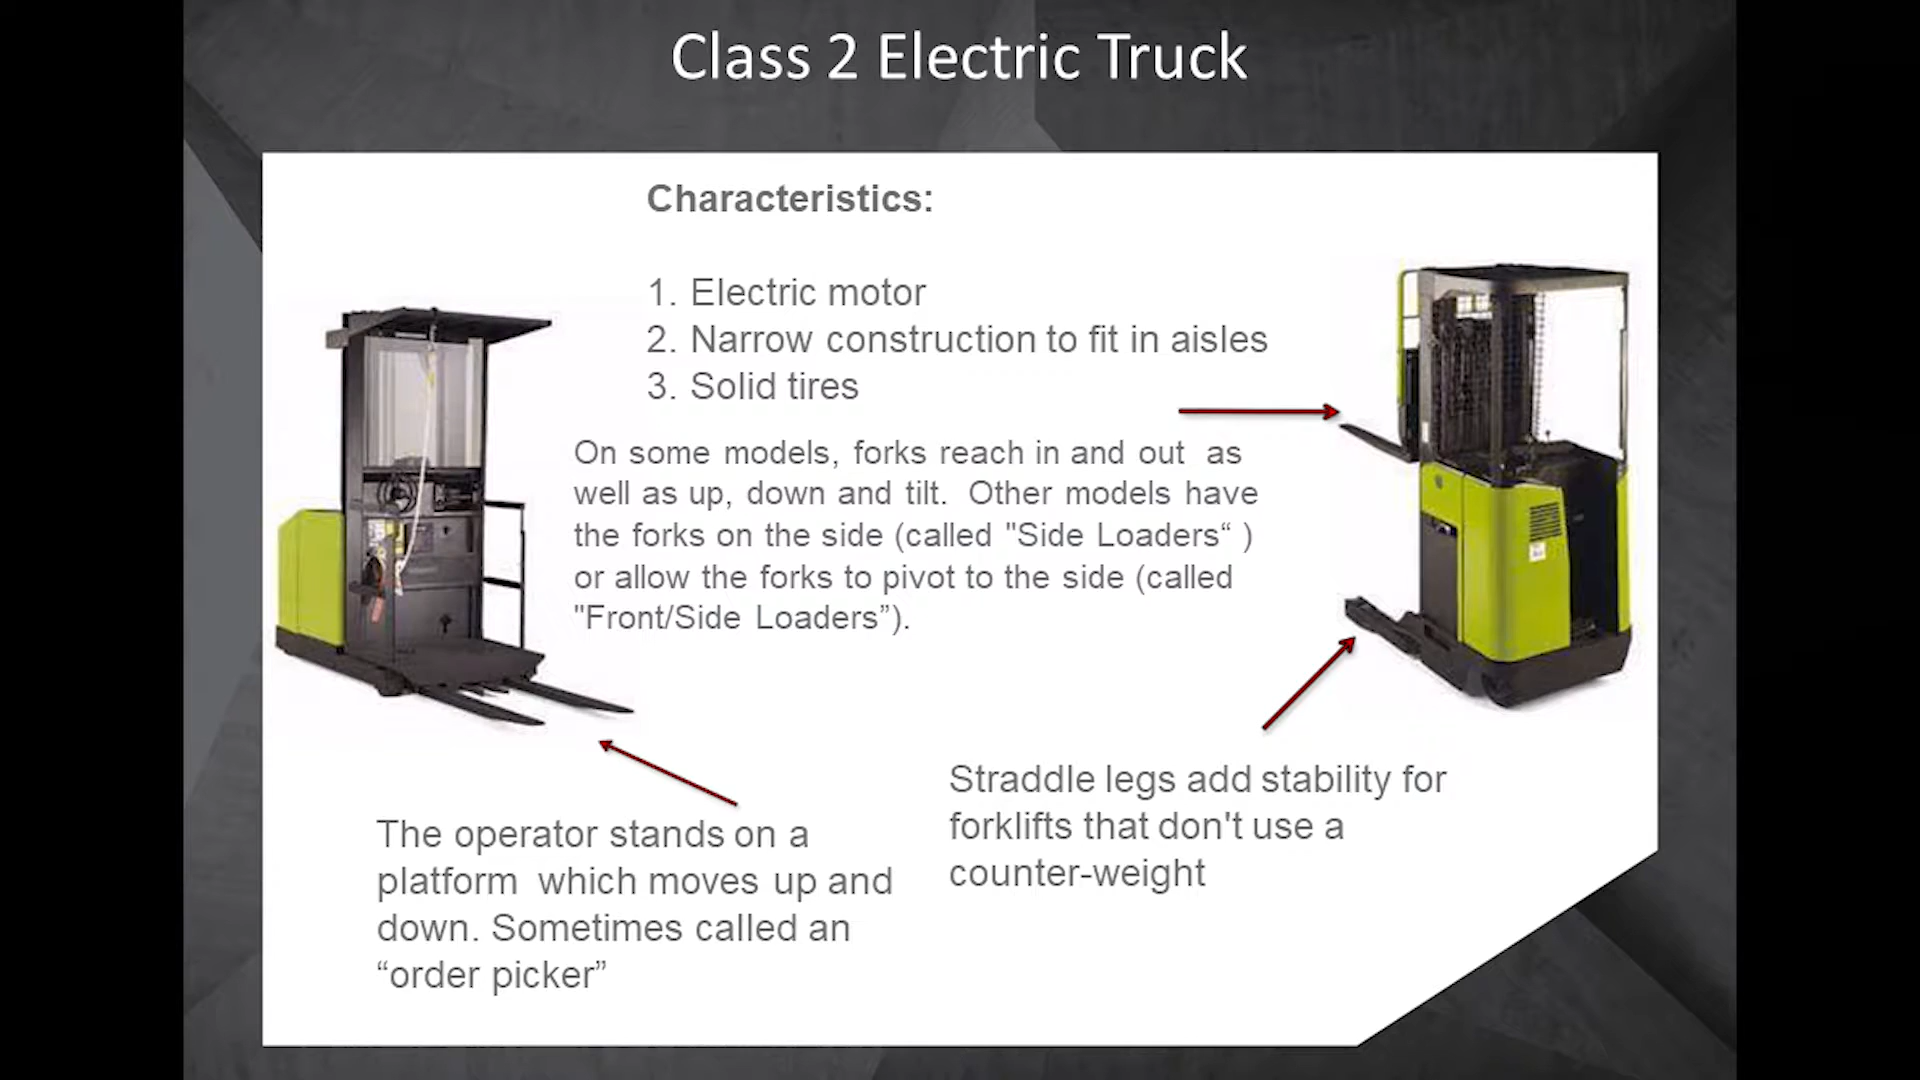 Class 2 Electric Truck
Characteristics:
1. Electric motor
2. Narrow construction to fit in aisles
3. Solid tires
On some models, forks reach in and out as
well as up, down and tilt. Other models have
the forks on the side (called "Side Loaders“ )
or allow the forks to pivot to the side (called
"Front/Side Loaders”).
Straddle legs add stability for
forklifts that don't use a
counter-weight
The operator stands on a
platform which moves up and
down. Sometimes called an
“order picker”